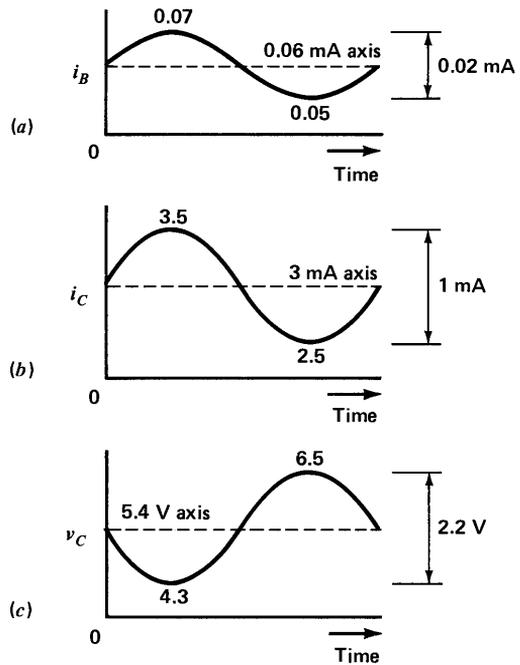 0.07
0.06 mA axis
i_B
0.02 mA
0.05
(a)
0
Time
3.5
3 mA axis
i_C
1 mA
2.5
(b)
0
Time
6.5
5.4 V axis
v_C
2.2 V
4.3
(c)
0
Time